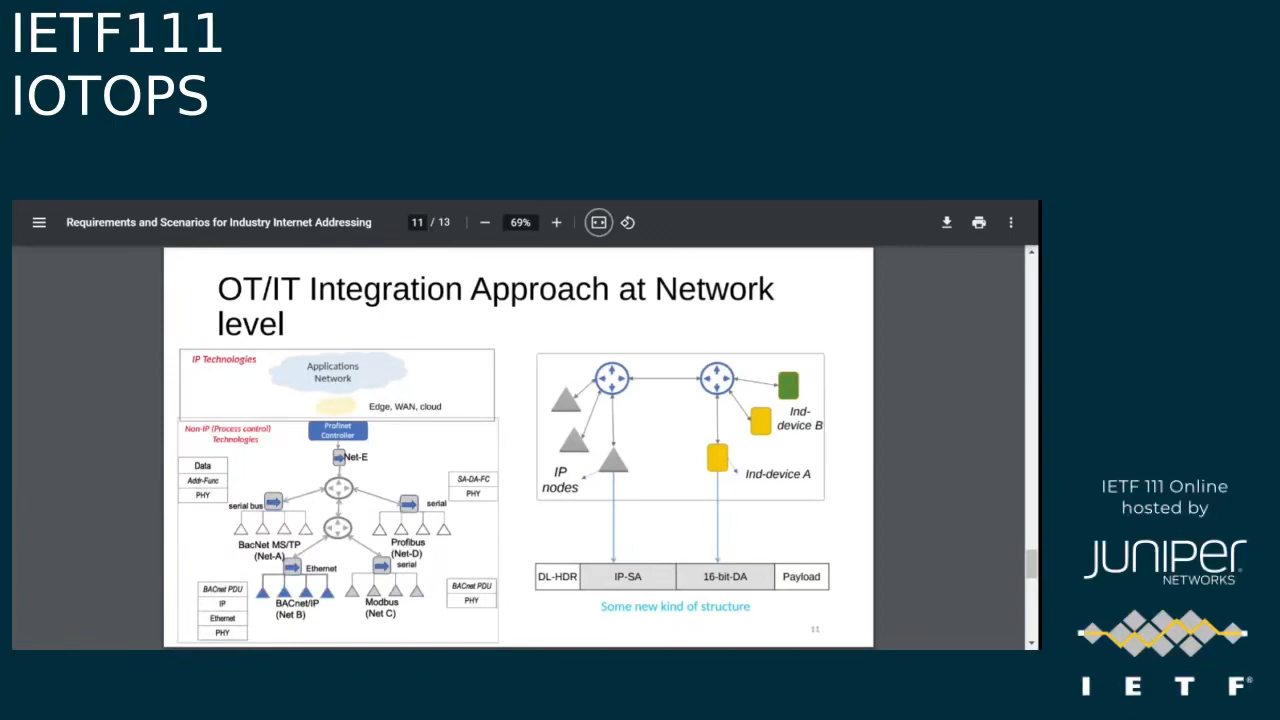 IETF111
IOTOPS
Requirements and Scenarios for Industry Internet Addressing
11 / 13
69%
OT/IT Integration Approach at Network
level
IP Technologies
Applications
Network
Edge, WAN, cloud
Non-IP (Process control)
Technologies
Profinet
Controller
Net-E
Data
Addr-Func
PHY
SA-DA-FC
PHY
serial bus
serial
BacNet MS/TP
(Net-A)
Profibus
(Net-D)
Ethernet
serial
BACnet PDU
IP
Ethernet
PHY
BACnet/IP
(Net B)
Modbus
(Net C)
BACnet PDU
PHY
Ind-
device B
IP
nodes
Ind-device A
DL-HDR
IP-SA
16-bit-DA
Payload
Some new kind of structure
11
IETF 111 Online
hosted by
JUNIPER
NETWORKS
I E T F®